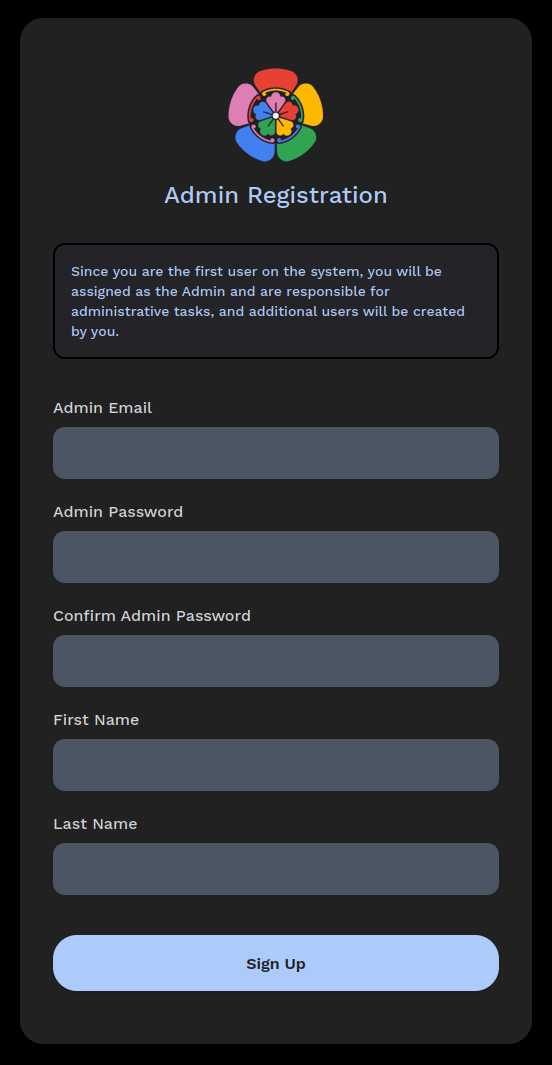 Admin Registration
Since you are the first user on the system, you will be
assigned as the Admin and are responsible for
administrative tasks, and additional users will be created
by you.
Admin Email
Admin Password
Confirm Admin Password
First Name
Last Name
Sign Up